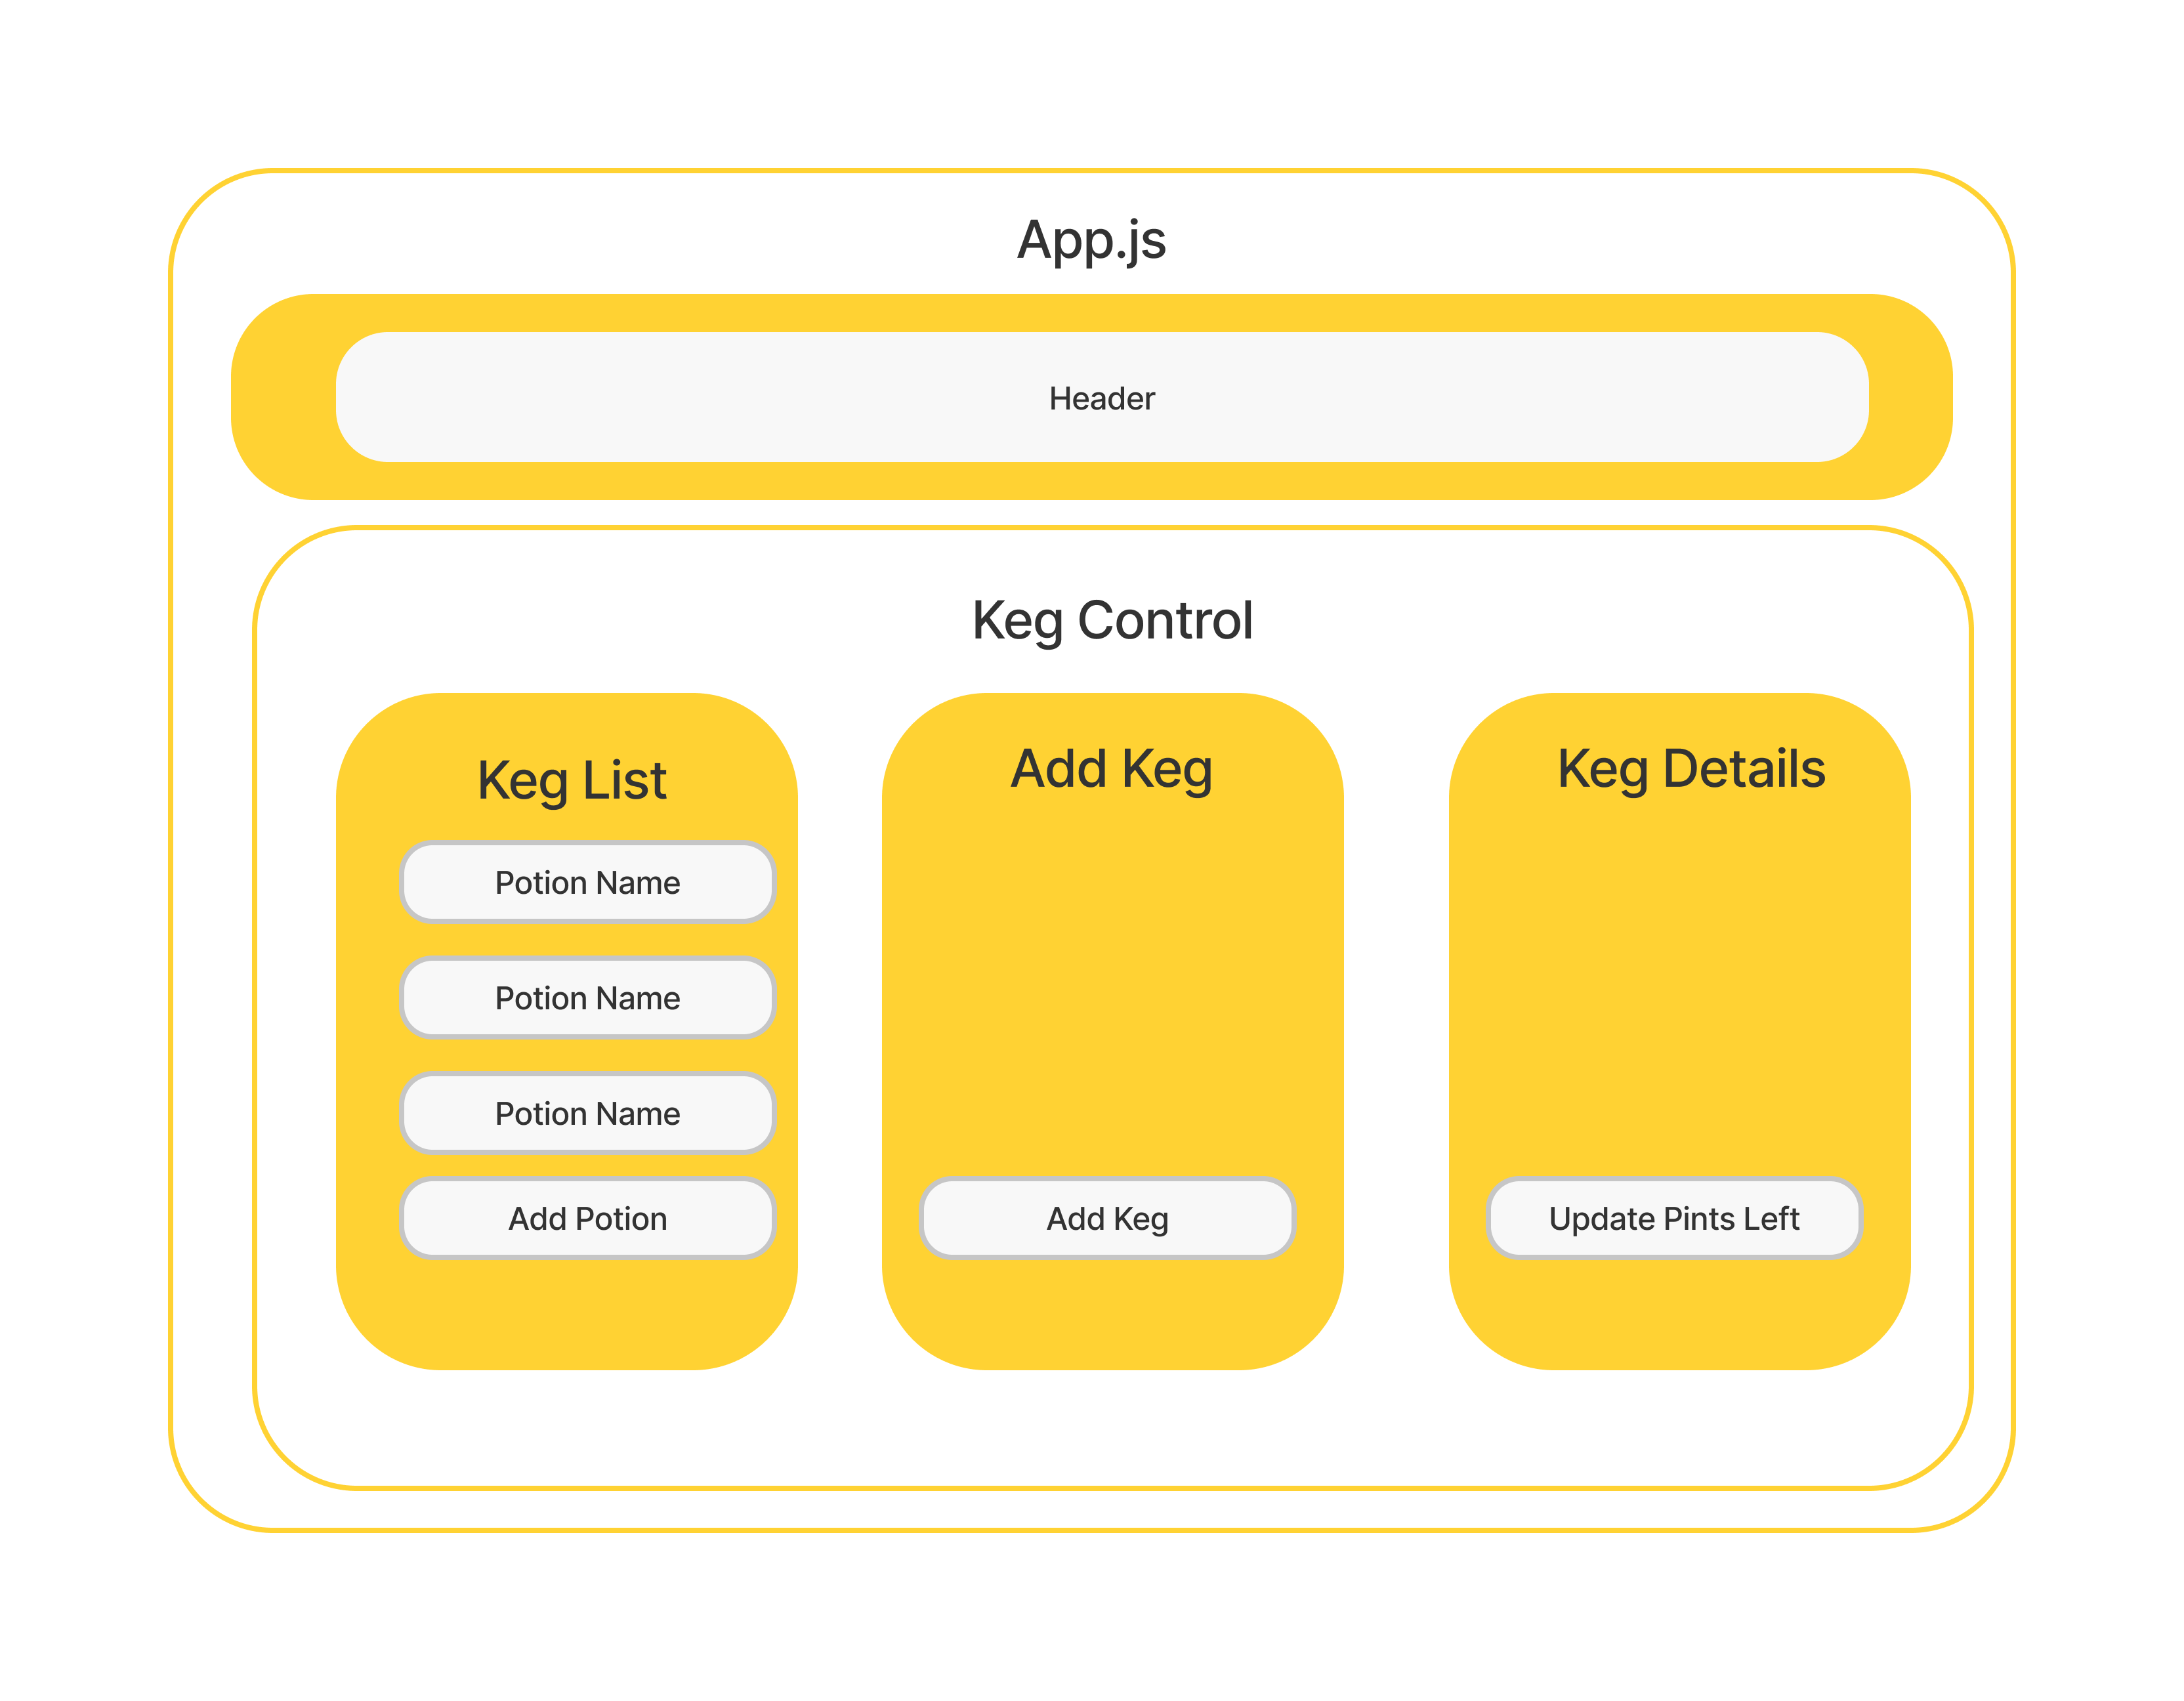 App.js
Header
Keg Control
Keg List
Potion Name
Potion Name
Potion Name
Add Potion
Add Keg
Add Keg
Keg Details
Update Pints Left